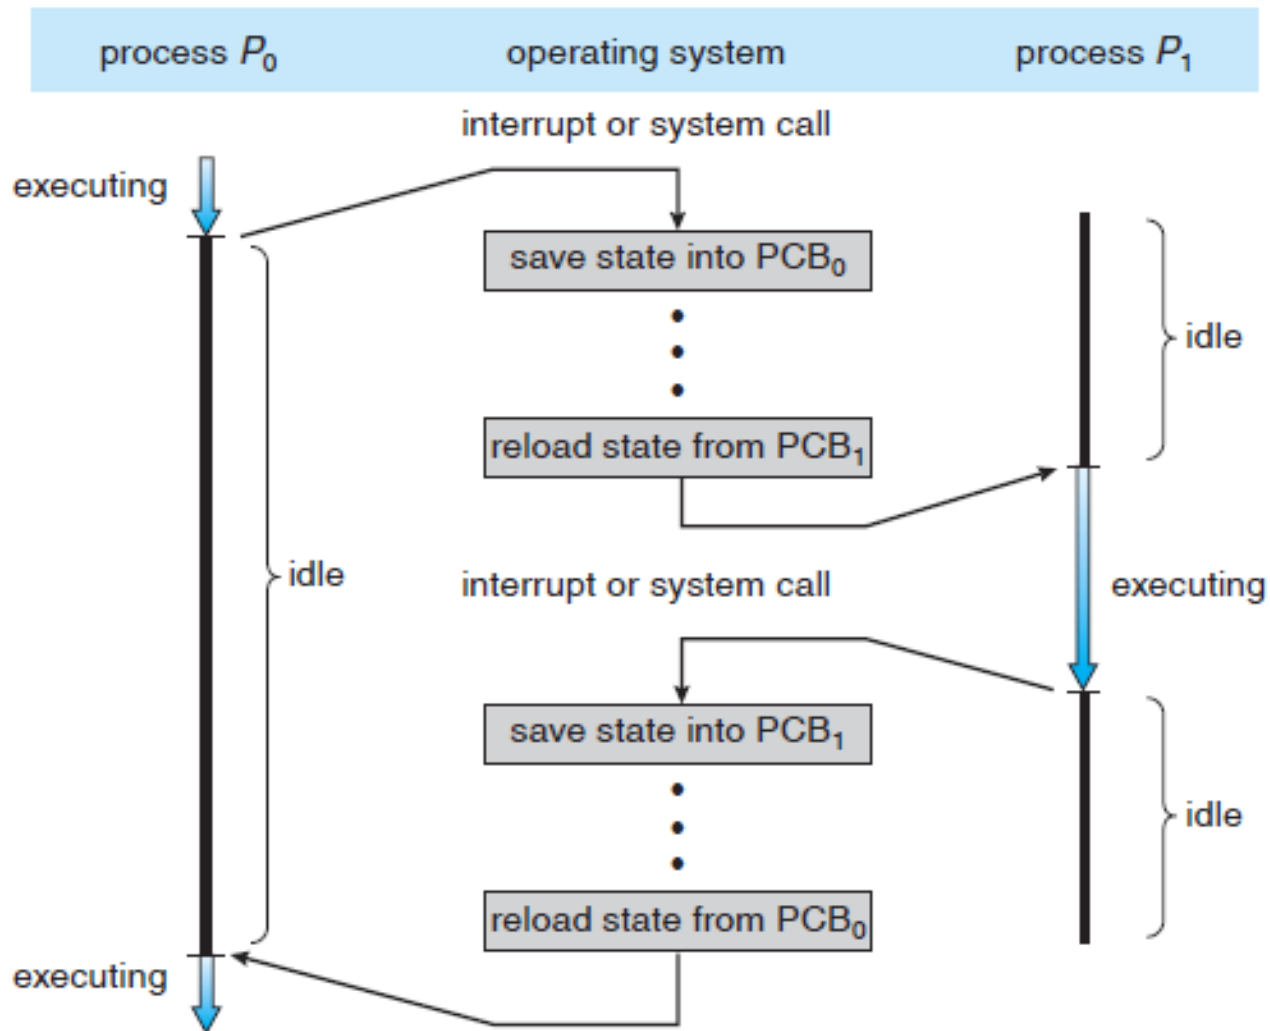 process P₀ operating system process P₁
interrupt or system call
executing
save state into PCB₀
idle
reload state from PCB₁
idle
interrupt or system call
executing
save state into PCB₁
idle
reload state from PCB₀
executing